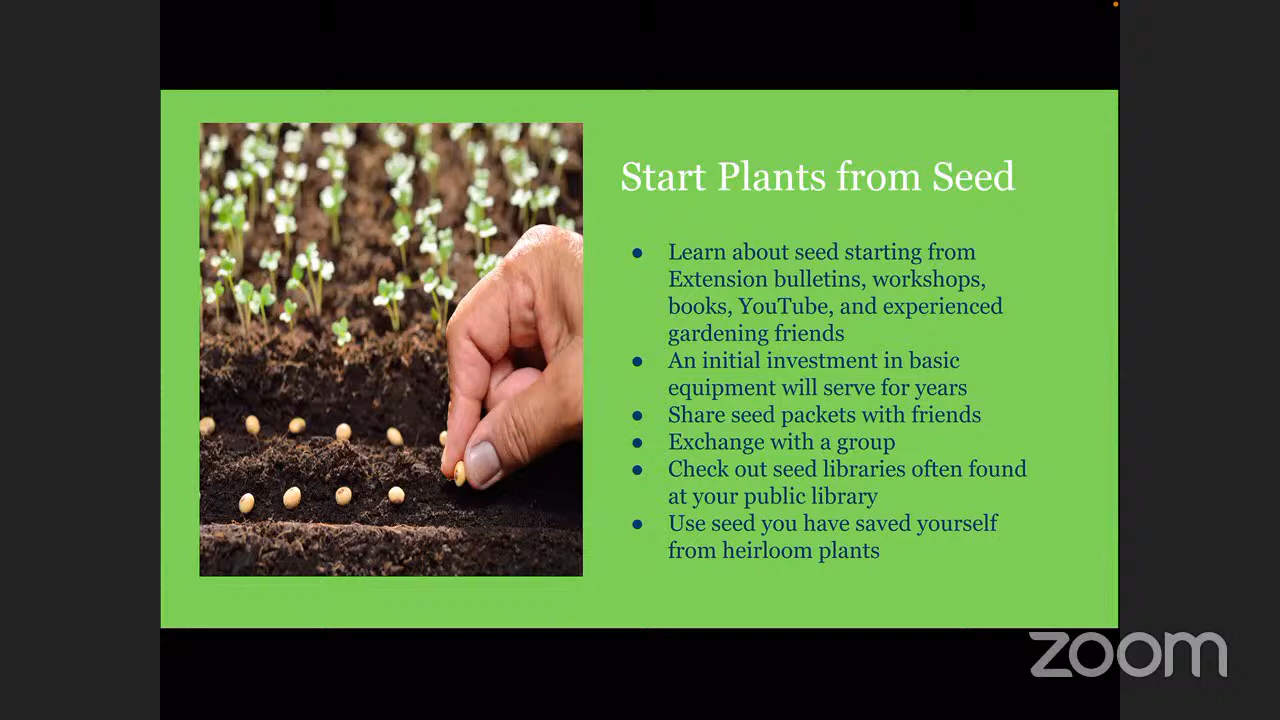 Start Plants from Seed
● Learn about seed starting from
Extension bulletins, workshops,
books, YouTube, and experienced
gardening friends
● An initial investment in basic
equipment will serve for years
● Share seed packets with friends
● Exchange with a group
● Check out seed libraries often found
at your public library
● Use seed you have saved yourself
from heirloom plants
zoom